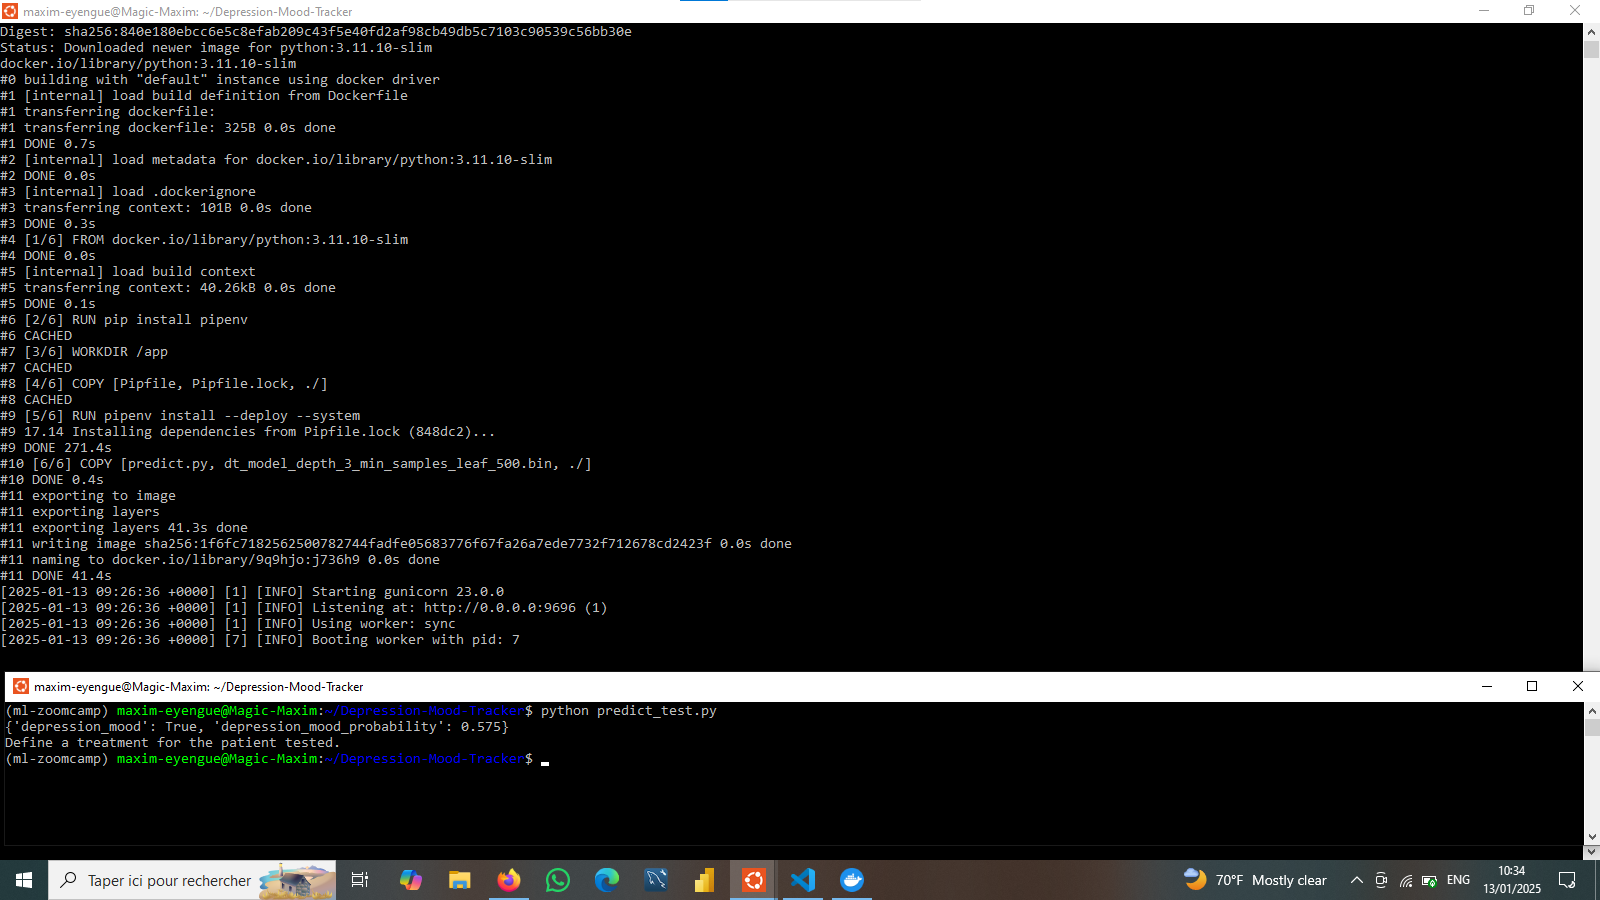 maxim-eyengue@Magic-Maxim: ~/Depression-Mood-Tracker
Digest: sha256:840e180ebcc6e5c8efab209c43f5e40fd2af98cb49db5c7103c90539c56bb30e
Status: Downloaded newer image for python:3.11.10-slim
docker.io/library/python:3.11.10-slim
#0 building with "default" instance using docker driver
#1 [internal] load build definition from Dockerfile
#1 transferring dockerfile:
#1 transferring dockerfile: 325B 0.0s done
#1 DONE 0.7s
#2 [internal] load metadata for docker.io/library/python:3.11.10-slim
#2 DONE 0.0s
#3 [internal] load .dockerignore
#3 transferring context: 101B 0.0s done
#3 DONE 0.3s
#4 [1/6] FROM docker.io/library/python:3.11.10-slim
#4 DONE 0.0s
#5 [internal] load build context
#5 transferring context: 40.26kB 0.0s done
#5 DONE 0.1s
#6 [2/6] RUN pip install pipenv
#6 CACHED
#7 [3/6] WORKDIR /app
#7 CACHED
#8 [4/6] COPY [Pipfile, Pipfile.lock, ./]
#8 CACHED
#9 [5/6] RUN pipenv install --deploy --system
#9 17.14 Installing dependencies from Pipfile.lock (848dc2)...
#9 DONE 271.4s
#10 [6/6] COPY [predict.py, dt_model_depth_3_min_samples_leaf_500.bin, ./]
#10 DONE 0.4s
#11 exporting to image
#11 exporting layers
#11 exporting layers 41.3s done
#11 writing image sha256:1f6fc7182562500782744fadfe05683776f67fa26a7ede7732f712678cd2423f 0.0s done
#11 naming to docker.io/library/9q9hjo:j736h9 0.0s done
#11 DONE 41.4s
[2025-01-13 09:26:36 +0000] [1] [INFO] Starting gunicorn 23.0.0
[2025-01-13 09:26:36 +0000] [1] [INFO] Listening at: http://0.0.0.0:9696 (1)
[2025-01-13 09:26:36 +0000] [1] [INFO] Using worker: sync
[2025-01-13 09:26:36 +0000] [7] [INFO] Booting worker with pid: 7
maxim-eyengue@Magic-Maxim: ~/Depression-Mood-Tracker
(ml-zoomcamp) maxim-eyengue@Magic-Maxim:~/Depression-Mood-Tracker$ python predict_test.py
{'depression_mood': True, 'depression_mood_probability': 0.575}
Define a treatment for the patient tested.
(ml-zoomcamp) maxim-eyengue@Magic-Maxim:~/Depression-Mood-Tracker$
Taper ici pour rechercher
70°F Mostly clear
ENG
10:34
13/01/2025